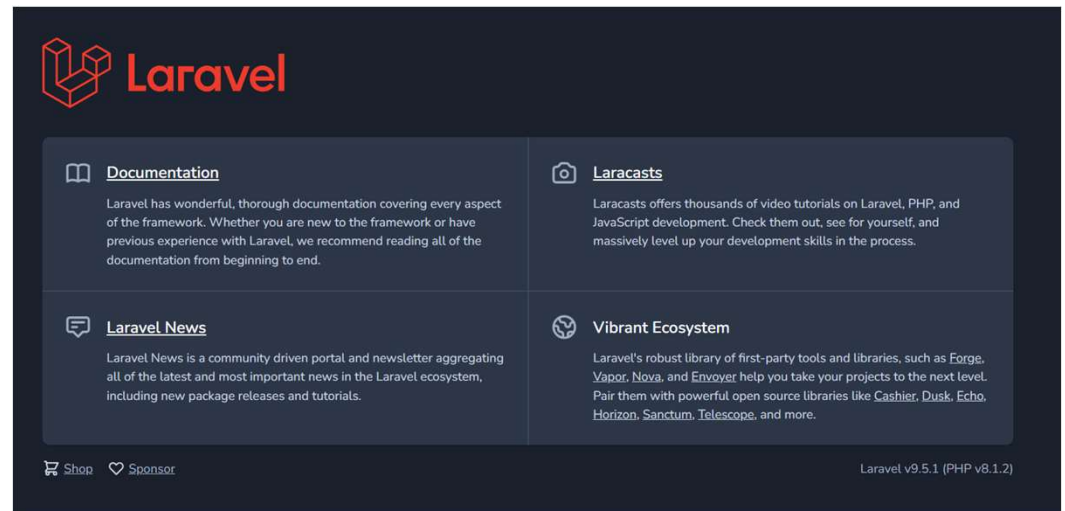 Laravel
Documentation
Laravel has wonderful, thorough documentation covering every aspect
of the framework. Whether you are new to the framework or have
previous experience with Laravel, we recommend reading all of the
documentation from beginning to end.
Laracasts
Laracasts offers thousands of video tutorials on Laravel, PHP, and
JavaScript development. Check them out, see for yourself, and
massively level up your development skills in the process.
Laravel News
Laravel News is a community driven portal and newsletter aggregating
all of the latest and most important news in the Laravel ecosystem,
including new package releases and tutorials.
Vibrant Ecosystem
Laravel's robust library of first-party tools and libraries, such as Forge,
Vapor, Nova, and Envoyer help you take your projects to the next level.
Pair them with powerful open source libraries like Cashier, Dusk, Echo,
Horizon, Sanctum, Telescope, and more.
Shop Sponsor
Laravel v9.5.1 (PHP v8.1.2)